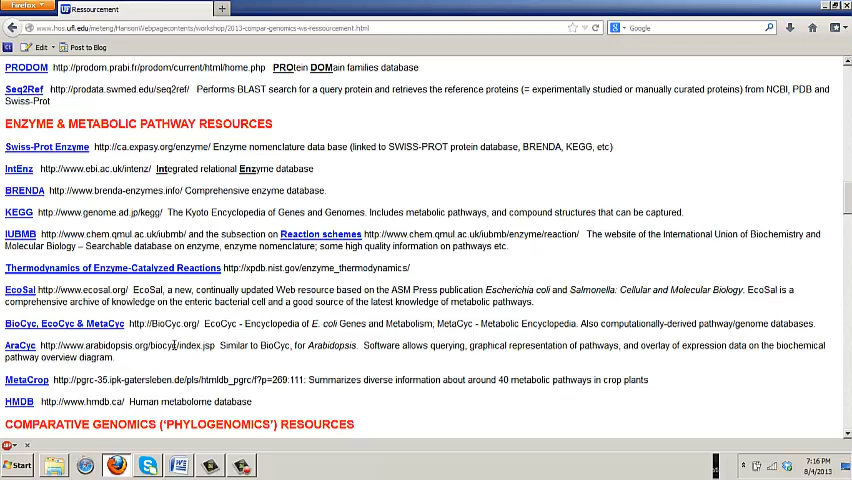 Firefox
Ressourcement
www.hos.ufl.edu/meteng/HansonWebpagecontents/workshop/2013-compar-genomics-ws-ressourcement.html
Google
Edit
Post to Blog
PRODOM http://prodom.prabi.fr/prodom/current/html/home.php PROtein DOMain families database
Seq2Ref http://prodata.swmed.edu/seq2ref/ Performs BLAST search for a query protein and retrieves the reference proteins (= experimentally studied or manually curated proteins) from NCBI, PDB and
Swiss-Prot
ENZYME & METABOLIC PATHWAY RESOURCES
Swiss-Prot Enzyme http://ca.expasy.org/enzyme/ Enzyme nomenclature data base (linked to SWISS-PROT protein database, BRENDA, KEGG, etc)
IntEnz http://www.ebi.ac.uk/intenz/ Integrated relational Enzyme database
BRENDA http://www.brenda-enzymes.info/ Comprehensive enzyme database.
KEGG http://www.genome.ad.jp/kegg/ The Kyoto Encyclopedia of Genes and Genomes. Includes metabolic pathways, and compound structures that can be captured.
IUBMB http://www.chem.qmul.ac.uk/iubmb/ and the subsection on Reaction schemes http://www.chem.qmul.ac.uk/iubmb/enzyme/reaction/ The website of the International Union of Biochemistry and
Molecular Biology – Searchable database on enzyme, enzyme nomenclature; some high quality information on pathways etc.
Thermodynamics of Enzyme-Catalyzed Reactions http://xpdb.nist.gov/enzyme_thermodynamics/
EcoSal http://www.ecosal.org/ EcoSal, a new, continually updated Web resource based on the ASM Press publication Escherichia coli and Salmonella: Cellular and Molecular Biology. EcoSal is a
comprehensive archive of knowledge on the enteric bacterial cell and a good source of the latest knowledge of metabolic pathways.
BioCyc, EcoCyc & MetaCyc http://BioCyc.org/ EcoCyc - Encyclopedia of E. coli Genes and Metabolism; MetaCyc - Metabolic Encyclopedia. Also computationally-derived pathway/genome databases.
AraCyc http://www.arabidopsis.org/biocyc/index.jsp Similar to BioCyc, for Arabidopsis. Software allows querying, graphical representation of pathways, and overlay of expression data on the biochemical
pathway overview diagram.
MetaCrop http://pgrc-35.ipk-gatersleben.de/pls/htmldb_pgrc/f?p=269:111: Summarizes diverse information about around 40 metabolic pathways in crop plants
HMDB http://www.hmdb.ca/ Human metabolome database
COMPARATIVE GENOMICS ('PHYLOGENOMICS') RESOURCES
Start
7:16 PM
8/4/2013